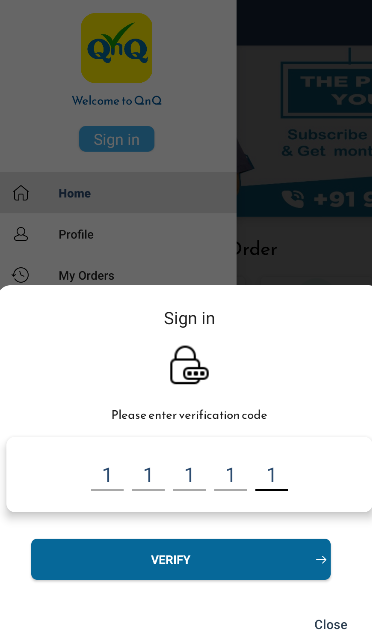 QnQ
Welcome to QnQ
Sign in
Home
Profile
My Orders
THE P
YOU
Subscribe
& Get mont
+91 9
Order
Sign in
Please enter verification code
1 1 1 1 1
VERIFY
Close